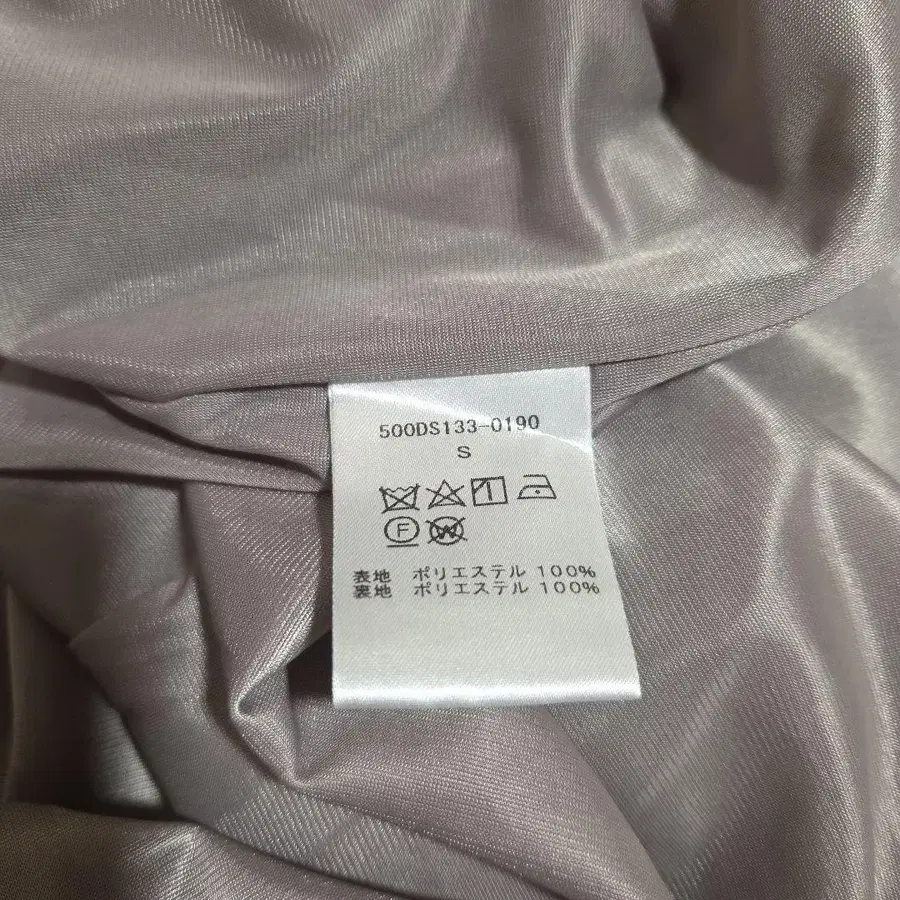 500DS133-0190
S
F W
表地 ポリエステル 100%
裏地 ポリエステル 100%